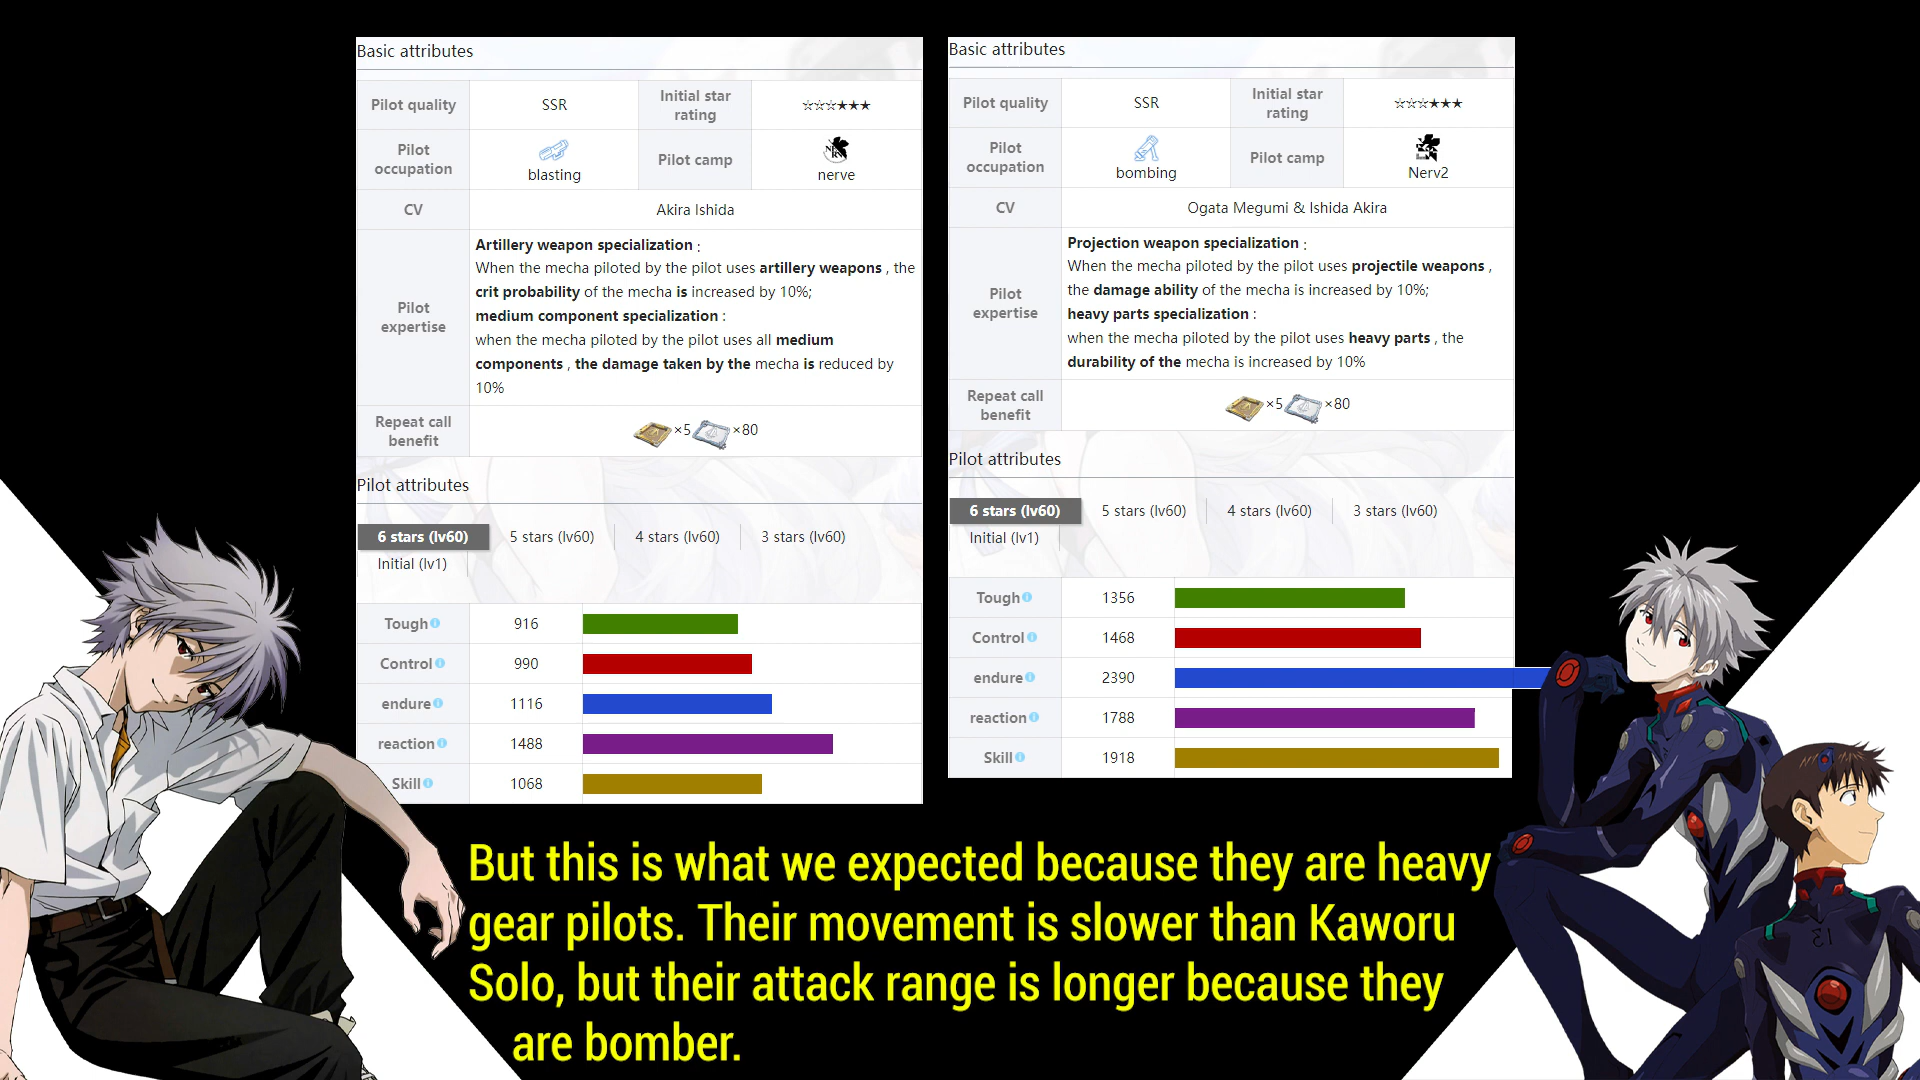 Basic attributes
Pilot quality
SSR
Initial star
rating
☆☆☆★★★
Pilot
occupation
blasting
Pilot camp
nerve
CV
Akira Ishida
Pilot
expertise
Artillery weapon specialization :
When the mecha piloted by the pilot uses artillery weapons , the
crit probability of the mecha is increased by 10%;
medium component specialization :
when the mecha piloted by the pilot uses all medium
components , the damage taken by the mecha is reduced by
10%
Repeat call
benefit
×5 ×80
Pilot attributes
6 stars (lv60) 5 stars (lv60) 4 stars (lv60) 3 stars (lv60)
Initial (lv1)
Tough 916
Control 990
endure 1116
reaction 1488
Skill 1068
Basic attributes
Pilot quality
SSR
Initial star
rating
☆☆☆★★★
Pilot
occupation
bombing
Pilot camp
Nerv2
CV
Ogata Megumi & Ishida Akira
Pilot
expertise
Projection weapon specialization :
When the mecha piloted by the pilot uses projectile weapons ,
the damage ability of the mecha is increased by 10%;
heavy parts specialization :
when the mecha piloted by the pilot uses heavy parts , the
durability of the mecha is increased by 10%
Repeat call
benefit
×5 ×80
Pilot attributes
6 stars (lv60) 5 stars (lv60) 4 stars (lv60) 3 stars (lv60)
Initial (lv1)
Tough 1356
Control 1468
endure 2390
reaction 1788
Skill 1918
But this is what we expected because they are heavy
gear pilots. Their movement is slower than Kaworu
Solo, but their attack range is longer because they
are bomber.